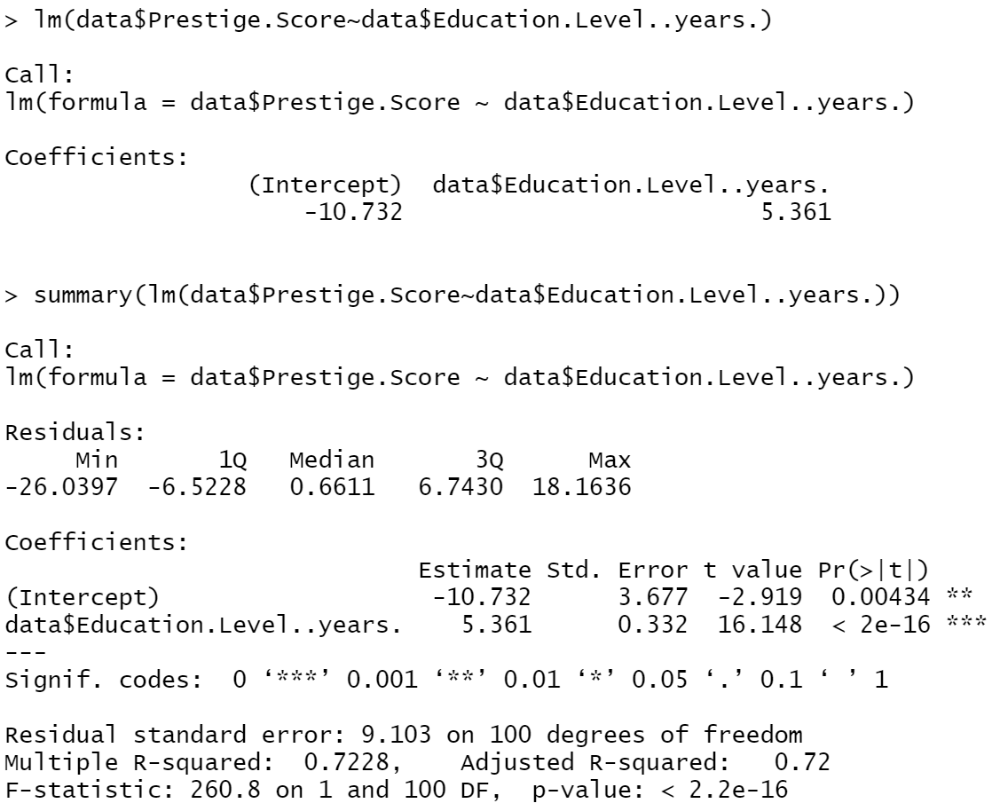 > lm(data$Prestige.Score~data$Education.Level..years.)
Call:
lm(formula = data$Prestige.Score ~ data$Education.Level..years.)
Coefficients:
(Intercept) data$Education.Level..years.
-10.732 5.361
> summary(lm(data$Prestige.Score~data$Education.Level..years.))
Call:
lm(formula = data$Prestige.Score ~ data$Education.Level..years.)
Residuals:
Min 1Q Median 3Q Max
-26.0397 -6.5228 0.6611 6.7430 18.1636
Coefficients:
Estimate Std. Error t value Pr(>|t|)
(Intercept) -10.732 3.677 -2.919 0.00434 **
data$Education.Level..years. 5.361 0.332 16.148 < 2e-16 ***
---
Signif. codes: 0 ‘***’ 0.001 ‘**’ 0.01 ‘*’ 0.05 ‘.’ 0.1 ‘ ’ 1
Residual standard error: 9.103 on 100 degrees of freedom
Multiple R-squared: 0.7228, Adjusted R-squared: 0.72
F-statistic: 260.8 on 1 and 100 DF, p-value: < 2.2e-16